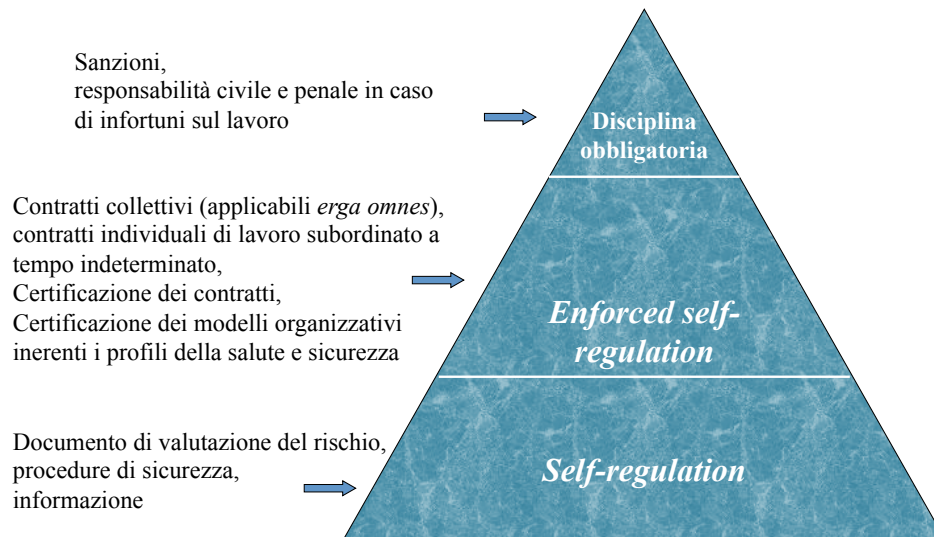 Sanzioni,
responsabilità civile e penale in caso
di infortuni sul lavoro
Disciplina
obbligatoria
Contratti collettivi (applicabili erga omnes),
contratti individuali di lavoro subordinato a
tempo indeterminato,
Certificazione dei contratti,
Certificazione dei modelli organizzativi
inerenti i profili della salute e sicurezza
Enforced self-
regulation
Documento di valutazione del rischio,
procedure di sicurezza,
informazione
Self-regulation